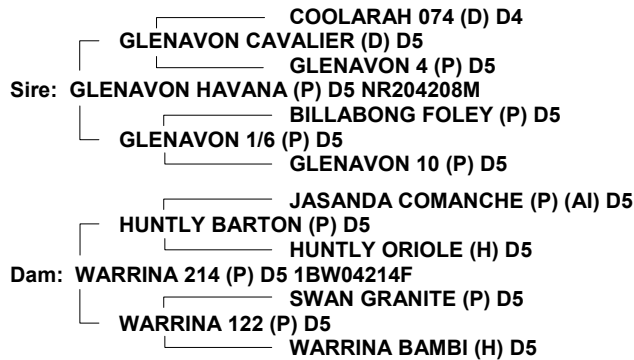 COOLARAH 074 (D) D4
GLENAVON CAVALIER (D) D5
GLENAVON 4 (P) D5
Sire: GLENAVON HAVANA (P) D5 NR204208M
BILLABONG FOLEY (P) D5
GLENAVON 1/6 (P) D5
GLENAVON 10 (P) D5
JASANDA COMANCHE (P) (AI) D5
HUNTLY BARTON (P) D5
HUNTLY ORIOLE (H) D5
Dam: WARRINA 214 (P) D5 1BW04214F
SWAN GRANITE (P) D5
WARRINA 122 (P) D5
WARRINA BAMBI (H) D5